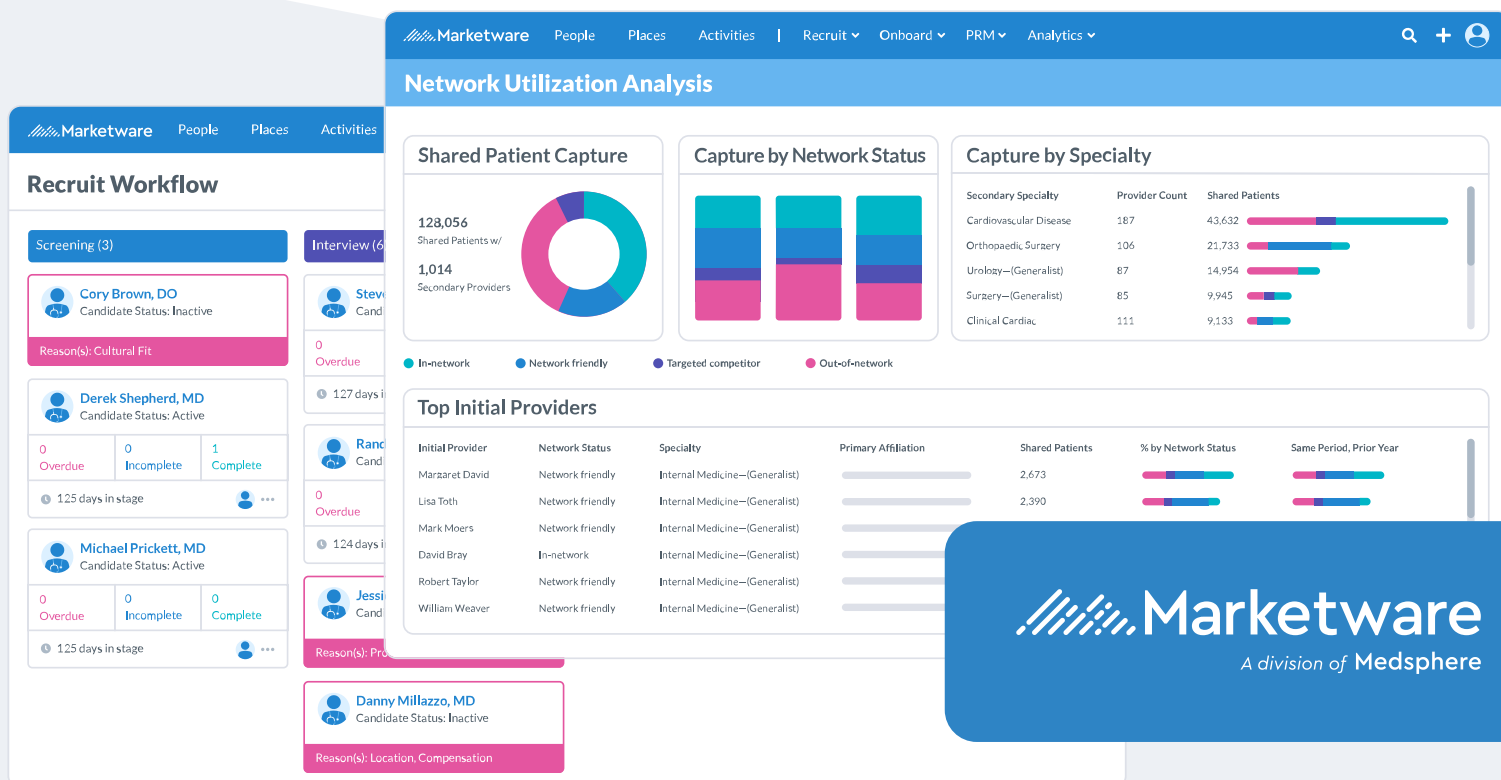 Marketware People Places Activities | Recruit Onboard PRM Analytics
Network Utilization Analysis
Shared Patient Capture
128,056
Shared Patients w/
1,014
Secondary Providers
Capture by Network Status
Capture by Specialty
Secondary Specialty Provider Count Shared Patients
Cardiovascular Disease 187 43,632
Orthopaedic Surgery 106 21,733
Urology—(Generalist) 87 14,954
Surgery—(Generalist) 85 9,945
Clinical Cardiac 111 9,133
In-network Network friendly Targeted competitor Out-of-network
Top Initial Providers
Initial Provider Network Status Specialty Primary Affiliation Shared Patients % by Network Status Same Period, Prior Year
Margaret David Network friendly Internal Medicine—(Generalist) 2,673
Lisa Toth Network friendly Internal Medicine—(Generalist) 2,390
Mark Moers Network friendly Internal Medicine—(Generalist)
David Bray In-network Internal Medicine—(Generalist)
Robert Taylor Network friendly Internal Medicine—(Generalist)
William Weaver Network friendly Internal Medicine—(Generalist)
Marketware People Places Activities
Recruit Workflow
Screening (3)
Cory Brown, DO
Candidate Status: Inactive
Reason(s): Cultural Fit
Derek Shepherd, MD
Candidate Status: Active
0 0 1
Overdue Incomplete Complete
125 days in stage
Michael Prickett, MD
Candidate Status: Active
0 0 0
Overdue Incomplete Complete
125 days in stage
Interview (6
Steve
Cand
0
Overdue
127 days i
Rand
Cand
0
Overdue
124 days i
Jessi
Cand
Reason(s): Pro
Danny Millazzo, MD
Candidate Status: Inactive
Reason(s): Location, Compensation
Marketware
A division of Medsphere